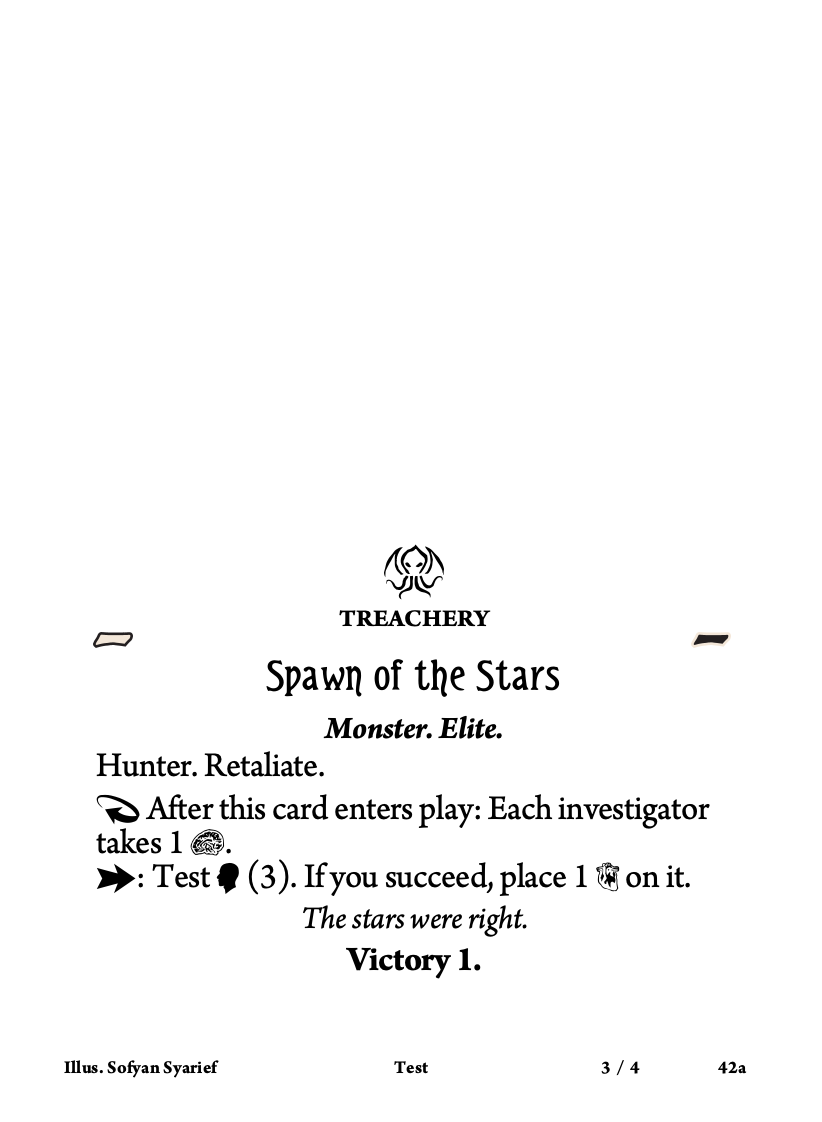 TREACHERY
Spawn of the Stars
Monster. Elite.
Hunter. Retaliate.
After this card enters play: Each investigator
takes 1 .
: Test (3). If you succeed, place 1 on it.
The stars were right.
Victory 1.
Illus. Sofyan Syarief Test 3 / 4 42a